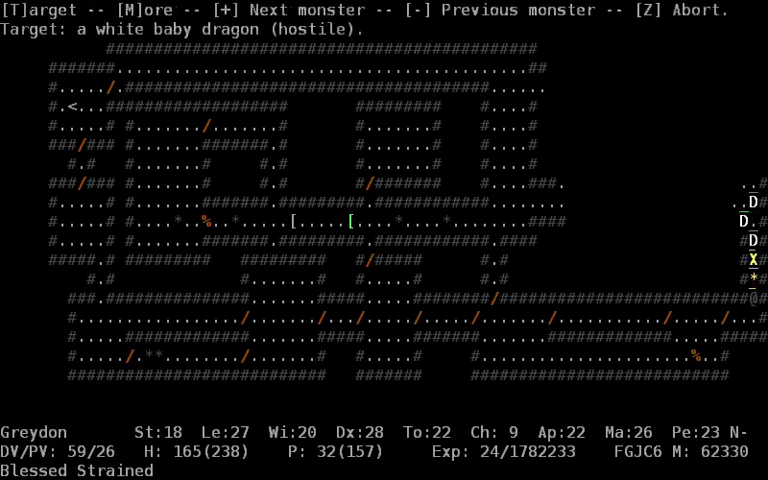 [T]arget -- [M]ore -- [+] Next monster -- [-] Previous monster -- [Z] Abort.
Target: a white baby dragon (hostile).
Greydon St:18 Le:27 Wi:20 Dx:28 To:22 Ch: 9 Ap:22 Ma:26 Pe:23 N-
DV/PV: 59/26 H: 165(238) P: 32(157) Exp: 24/1782233 FGJC6 M: 62330
Blessed Strained